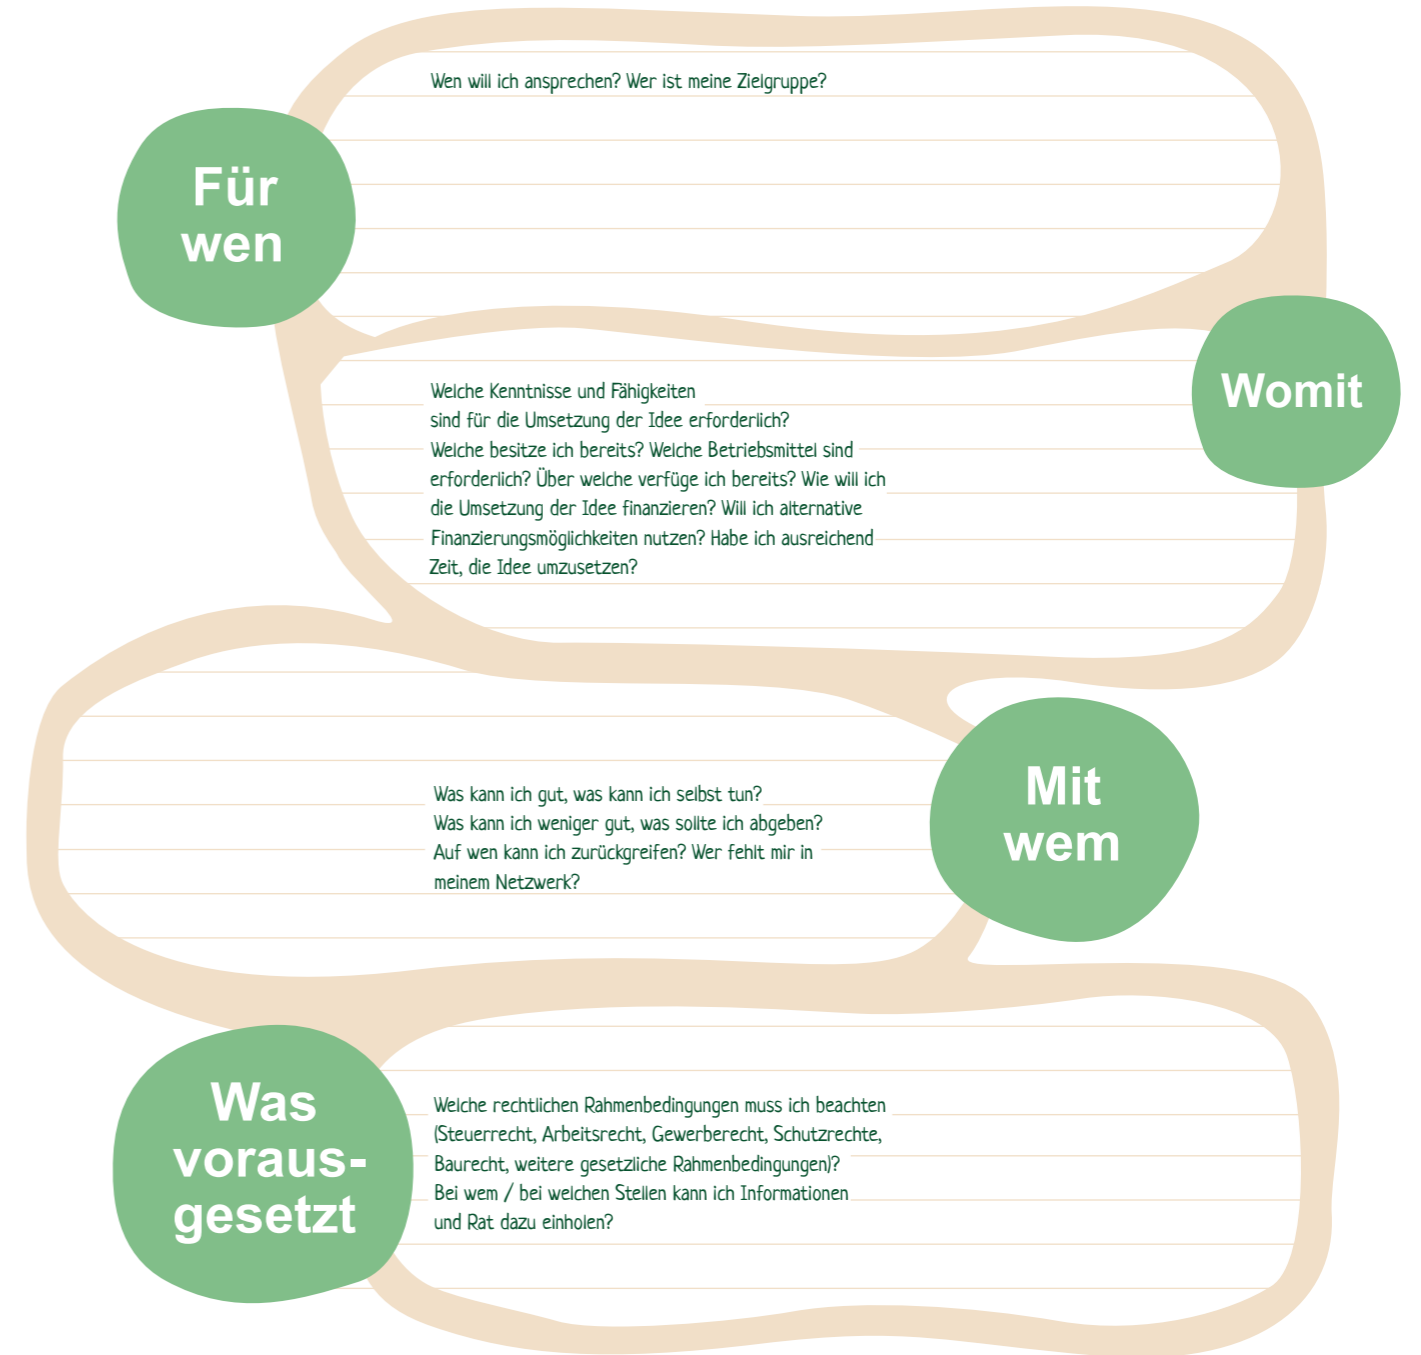 Für
wen
Wen will ich ansprechen? Wer ist meine Zielgruppe?
Womit
Welche Kenntnisse und Fähigkeiten
sind für die Umsetzung der Idee erforderlich?
Welche besitze ich bereits? Welche Betriebsmittel sind
erforderlich? Über welche verfüge ich bereits? Wie will ich
die Umsetzung der Idee finanzieren? Will ich alternative
Finanzierungsmöglichkeiten nutzen? Habe ich ausreichend
Zeit, die Idee umzusetzen?
Mit
wem
Was kann ich gut, was kann ich selbst tun?
Was kann ich weniger gut, was sollte ich abgeben?
Auf wen kann ich zurückgreifen? Wer fehlt mir in
meinem Netzwerk?
Was
voraus-
gesetzt
Welche rechtlichen Rahmenbedingungen muss ich beachten
(Steuerrecht, Arbeitsrecht, Gewerberecht, Schutzrechte,
Baurecht, weitere gesetzliche Rahmenbedingungen)?
Bei wem / bei welchen Stellen kann ich Informationen
und Rat dazu einholen?